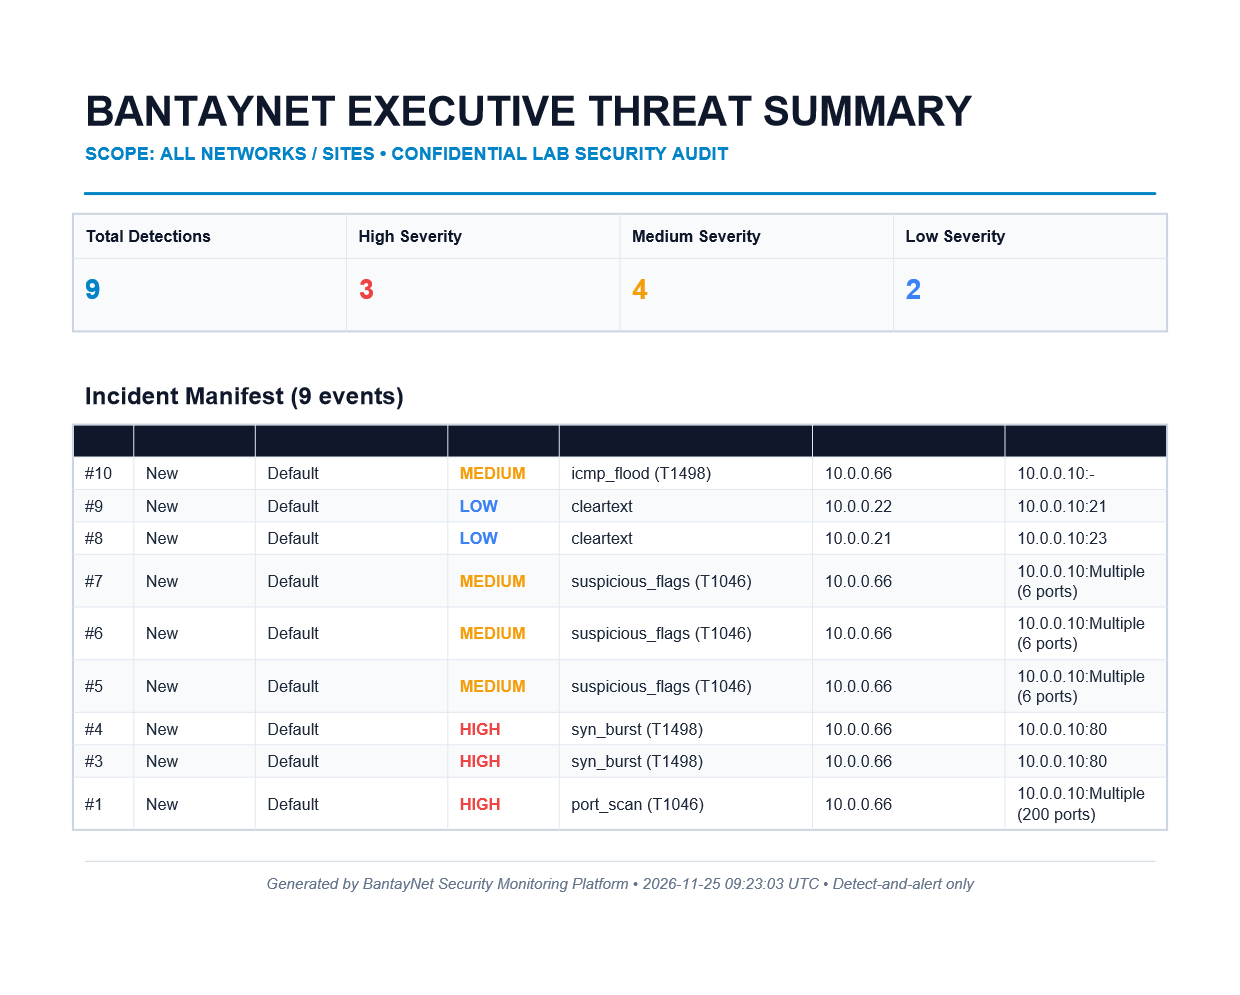 BANTAYNET EXECUTIVE THREAT SUMMARY
SCOPE: ALL NETWORKS / SITES • CONFIDENTIAL LAB SECURITY AUDIT
Total Detections High Severity Medium Severity Low Severity
9 3 4 2
Incident Manifest (9 events)
#10 New Default MEDIUM icmp_flood (T1498) 10.0.0.66 10.0.0.10:-
#9 New Default LOW cleartext 10.0.0.22 10.0.0.10:21
#8 New Default LOW cleartext 10.0.0.21 10.0.0.10:23
#7 New Default MEDIUM suspicious_flags (T1046) 10.0.0.66 10.0.0.10:Multiple
(6 ports)
#6 New Default MEDIUM suspicious_flags (T1046) 10.0.0.66 10.0.0.10:Multiple
(6 ports)
#5 New Default MEDIUM suspicious_flags (T1046) 10.0.0.66 10.0.0.10:Multiple
(6 ports)
#4 New Default HIGH syn_burst (T1498) 10.0.0.66 10.0.0.10:80
#3 New Default HIGH syn_burst (T1498) 10.0.0.66 10.0.0.10:80
#1 New Default HIGH port_scan (T1046) 10.0.0.66 10.0.0.10:Multiple
(200 ports)
Generated by BantayNet Security Monitoring Platform • 2026-11-25 09:23:03 UTC • Detect-and-alert only